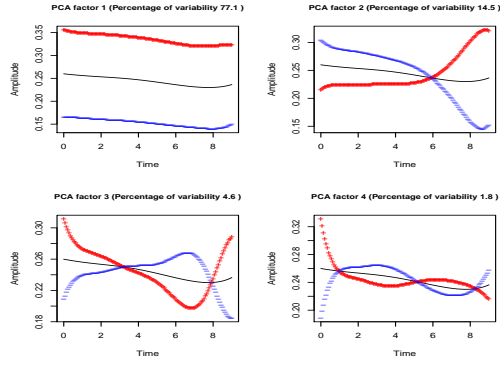 PCA factor 1 (Percentage of variability 77.1 )
Amplitude
0.35
0.25
0.20
0.15
0 2 4 6 8
Time
PCA factor 2 (Percentage of variability 14.5 )
Amplitude
0.30
0.25
0.20
0.15
0 2 4 6 8
Time
PCA factor 3 (Percentage of variability 4.6 )
Amplitude
0.30
0.26
0.22
0.18
0 2 4 6 8
Time
PCA factor 4 (Percentage of variability 1.8 )
Amplitude
0.32
0.28
0.24
0.20
0 2 4 6 8
Time